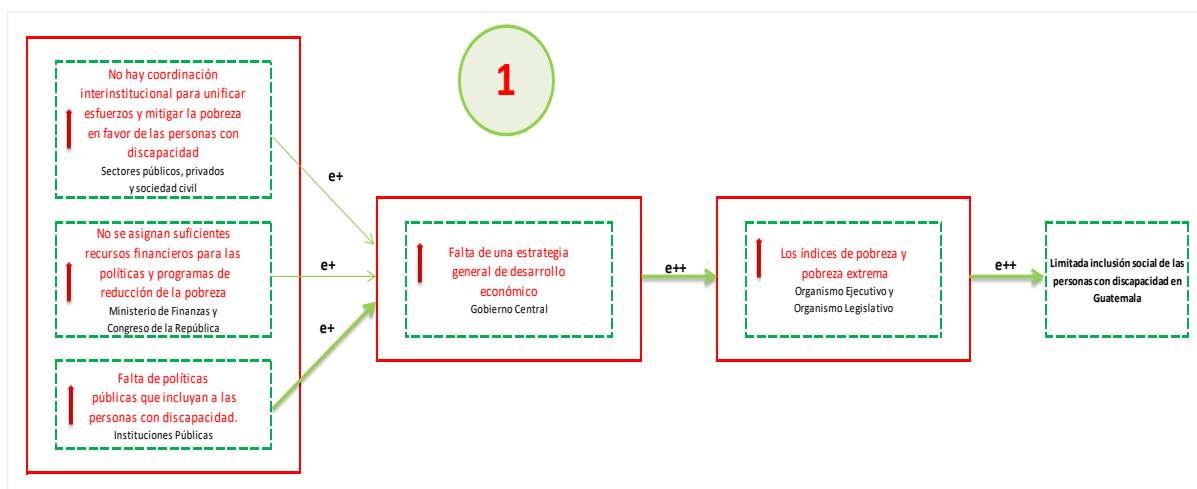 1
No hay coordinación
interinstitucional para unificar
esfuerzos y mitigar la pobreza
en favor de las personas con
discapacidad
Sectores públicos, privados
y sociedad civil
e+
No se asignan suficientes
recursos financieros para las
políticas y programas de
reducción de la pobreza
Ministerio de Finanzas y
Congreso de la República
e+
Falta de políticas
públicas que incluyan a las
personas con discapacidad.
Instituciones Públicas
e+
Falta de una estrategia
general de desarrollo
económico
Gobierno Central
e++
Los índices de pobreza y
pobreza extrema
Organismo Ejecutivo y
Organismo Legislativo
e++
Limitada inclusión social de las
personas con discapacidad en
Guatemala